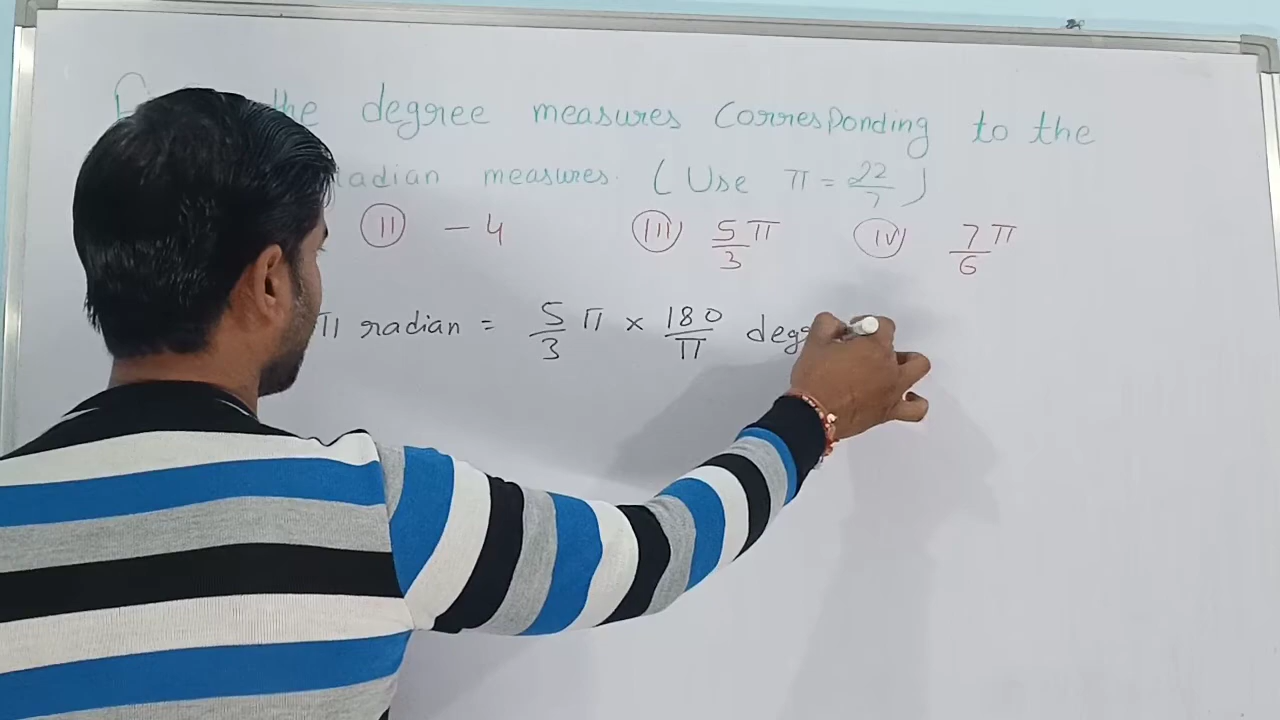 the degree measures Corresponding to the
radian measures. (Use π = 22/7)
(II) -4 (III) 5/3 π (IV) 7/6 π
π radian = 5/3 π × 180/π